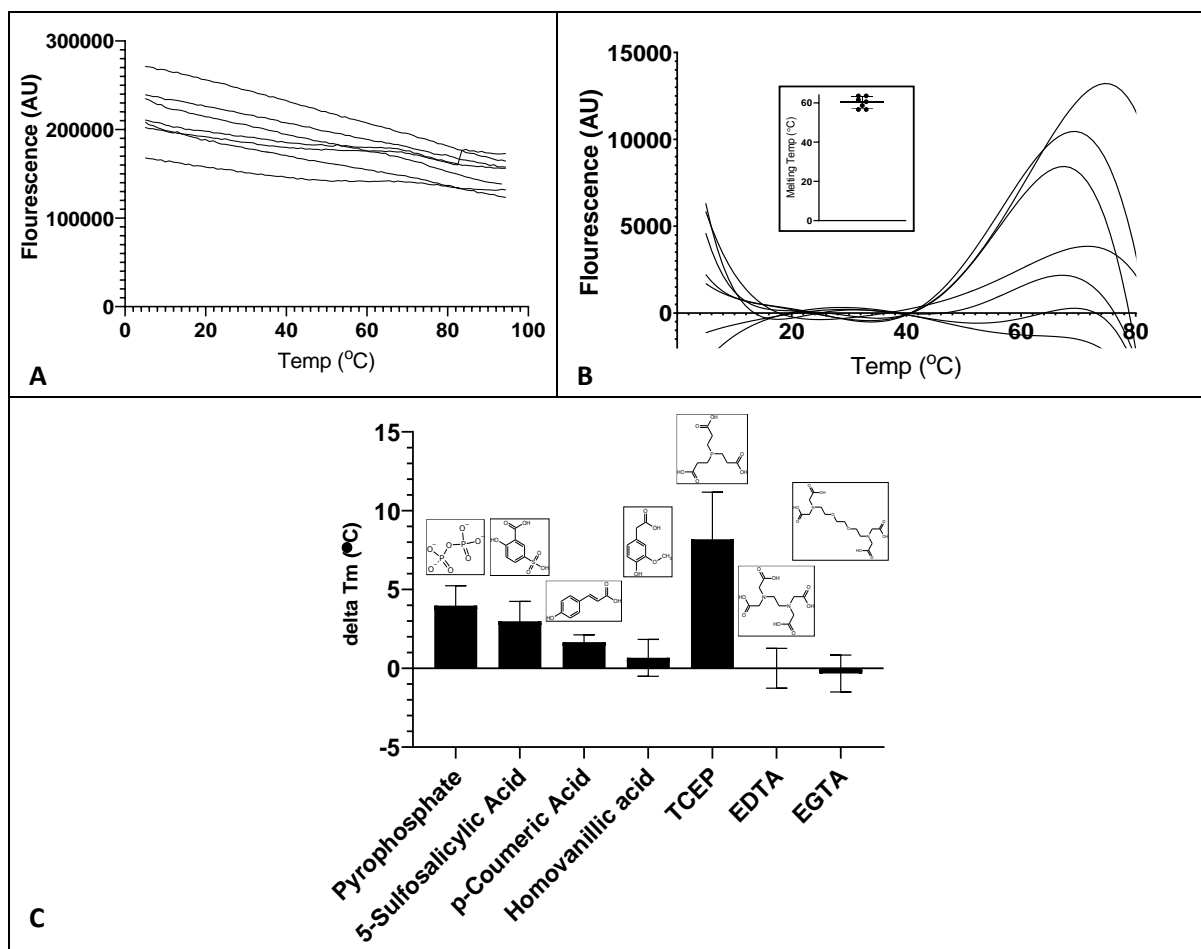 300000
200000
100000
0
0
20
40
60
80
100
Flourescence (AU)
Temp (°C)
A
15000
10000
5000
0
20
40
60
80
Flourescence (AU)
Temp (°C)
60
40
20
0
Melting Temp (°C)
B
15
10
5
0
-5
delta Tm (°C)
Pyrophosphate
5-Sulfosalicylic Acid
p-Coumeric Acid
Homovanillic acid
TCEP
EDTA
EGTA
C